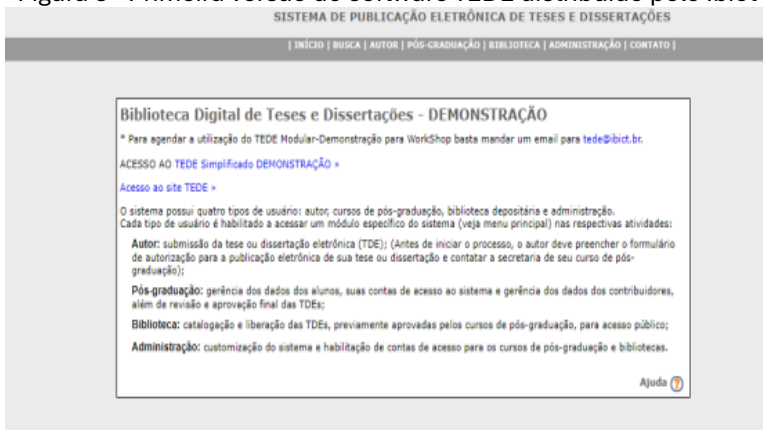 SISTEMA DE PUBLICAÇÃO ELETRÔNICA DE TESES E DISSERTAÇÕES
| INÍCIO | BUSCA | AUTOR | PÓS-GRADUAÇÃO | BIBLIOTECA | ADMINISTRAÇÃO | CONTATO |
Biblioteca Digital de Teses e Dissertações - DEMONSTRAÇÃO
* Para agendar a utilização do TEDE Modular-Demonstração para WorkShop basta mandar um email para tede@ibict.br.
ACESSO AO TEDE Simplificado DEMONSTRAÇÃO »
Acesso ao site TEDE »
O sistema possui quatro tipos de usuário: autor, cursos de pós-graduação, biblioteca depositária e administração.
Cada tipo de usuário é habilitado a acessar um módulo específico do sistema (veja menu principal) nas respectivas atividades:
Autor: submissão da tese ou dissertação eletrônica (TDE); (Antes de iniciar o processo, o autor deve preencher o formulário
de autorização para a publicação eletrônica de sua tese ou dissertação e contatar a secretaria de seu curso de pós-
graduação);
Pós-graduação: gerência dos dados dos alunos, suas contas de acesso ao sistema e gerência dos dados dos contribuidores,
além de revisão e aprovação final das TDEs;
Biblioteca: catalogação e liberação das TDEs, previamente aprovadas pelos cursos de pós-graduação, para acesso público;
Administração: customização do sistema e habilitação de contas de acesso para os cursos de pós-graduação e bibliotecas.
Ajuda ?